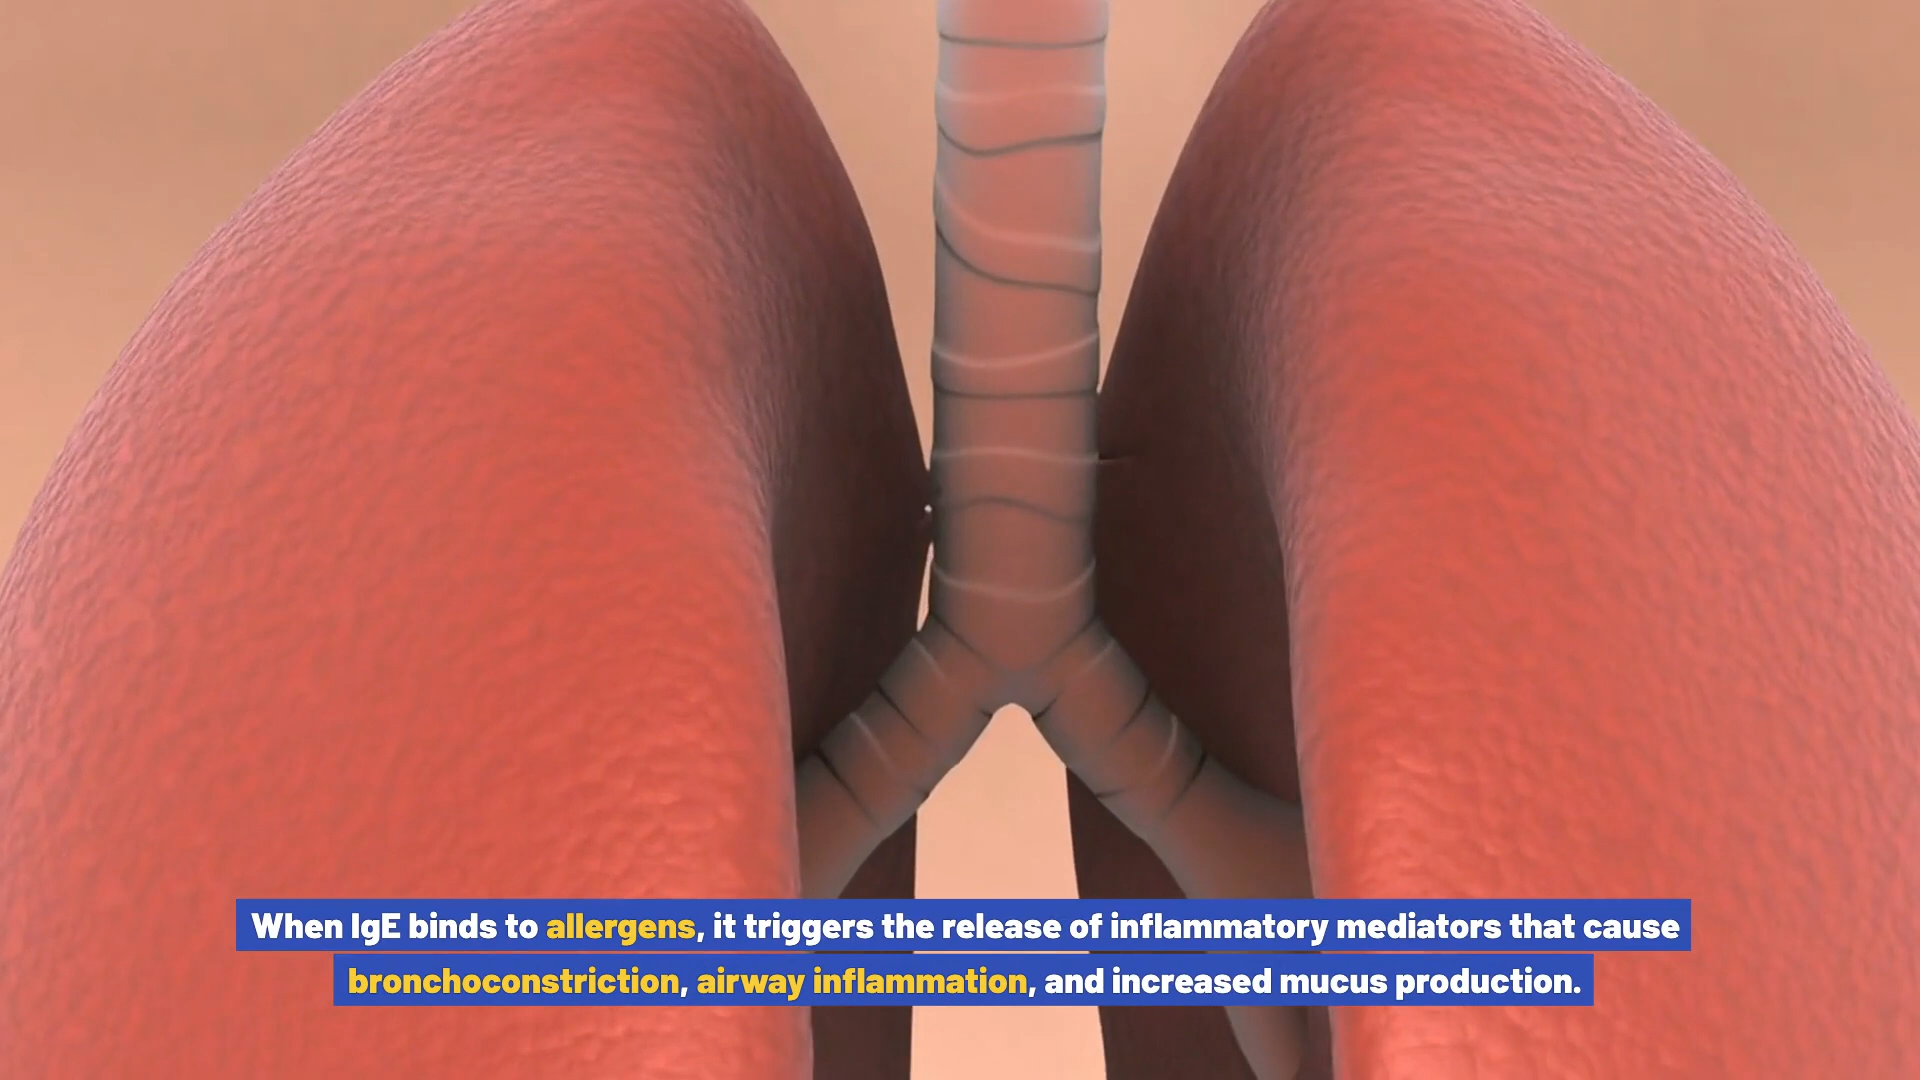 When IgE binds to allergens, it triggers the release of inflammatory mediators that cause
bronchoconstriction, airway inflammation, and increased mucus production.